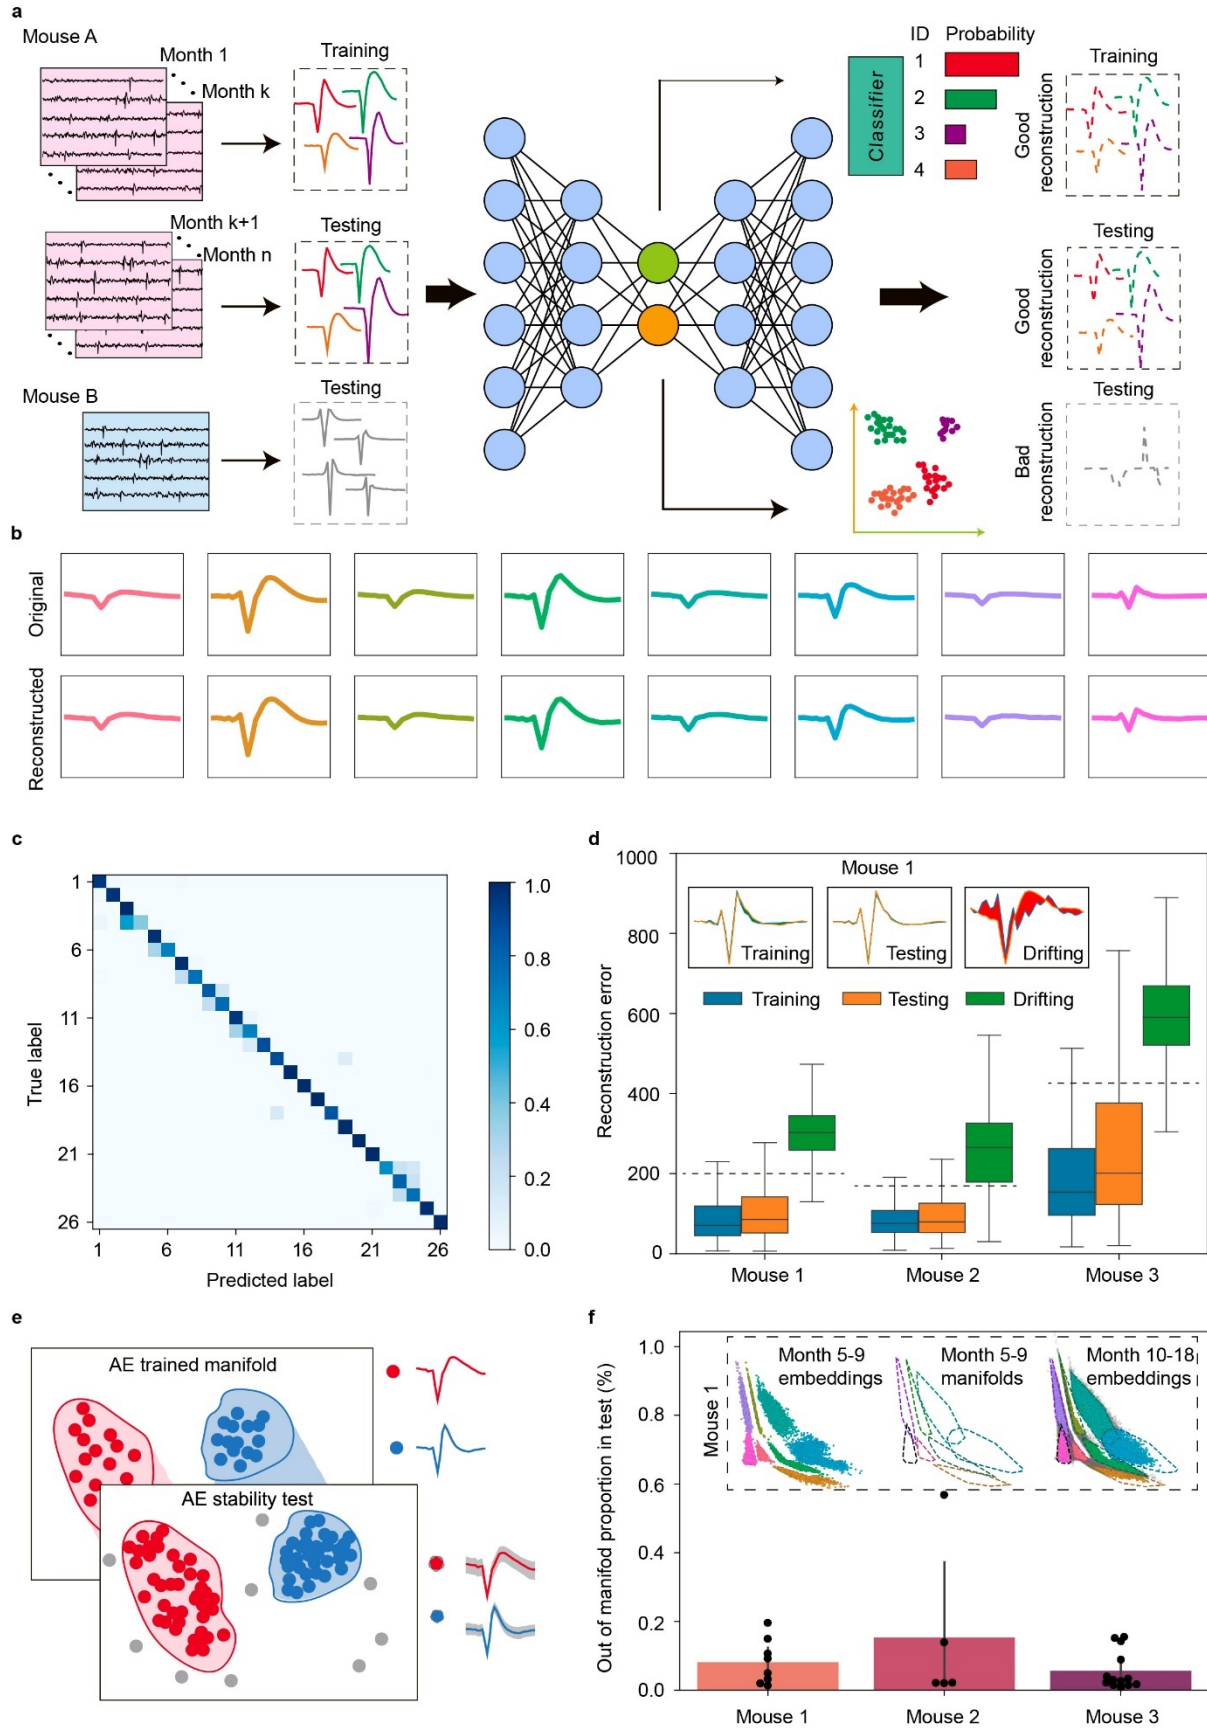 a
Mouse A
Month 1
Month k
Training
ID Probability
1
2
3
4
Classifier
Training
Good
reconstruction
Month k+1
Month n
Testing
Testing
Good
reconstruction
Mouse B
Testing
Testing
Bad
reconstruction
b
Original
Reconstructed
c
True label
1
6
11
16
21
26
1 6 11 16 21 26
Predicted label
1.0
0.8
0.6
0.4
0.2
0.0
d
Reconstruction error
1000
800
600
400
200
0
Mouse 1
Training
Testing
Drifting
Training Testing Drifting
Mouse 1 Mouse 2 Mouse 3
e
AE trained manifold
AE stability test
f
Out of manifod proportion in test (%)
1.0
0.8
0.6
0.4
0.2
0.0
Mouse 1
Month 5-9
embeddings
Month 5-9
manifolds
Month 10-18
embeddings
Mouse 1 Mouse 2 Mouse 3